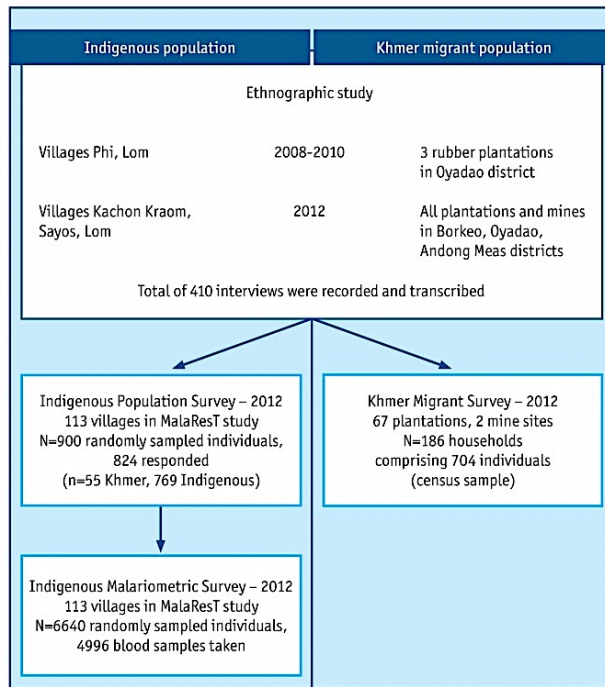 Indigenous population
Khmer migrant population
Ethnographic study
Villages Phi, Lom
2008-2010
3 rubber plantations
in Oyadao district
Villages Kachon Kraom,
Sayos, Lom
2012
All plantations and mines
in Borkeo, Oyadao,
Andong Meas districts
Total of 410 interviews were recorded and transcribed
Indigenous Population Survey – 2012
113 villages in MalaResT study
N=900 randomly sampled individuals,
824 responded
(n=55 Khmer, 769 Indigenous)
Khmer Migrant Survey – 2012
67 plantations, 2 mine sites
N=186 households
comprising 704 individuals
(census sample)
Indigenous Malariometric Survey – 2012
113 villages in MalaResT study
N=6640 randomly sampled individuals,
4996 blood samples taken